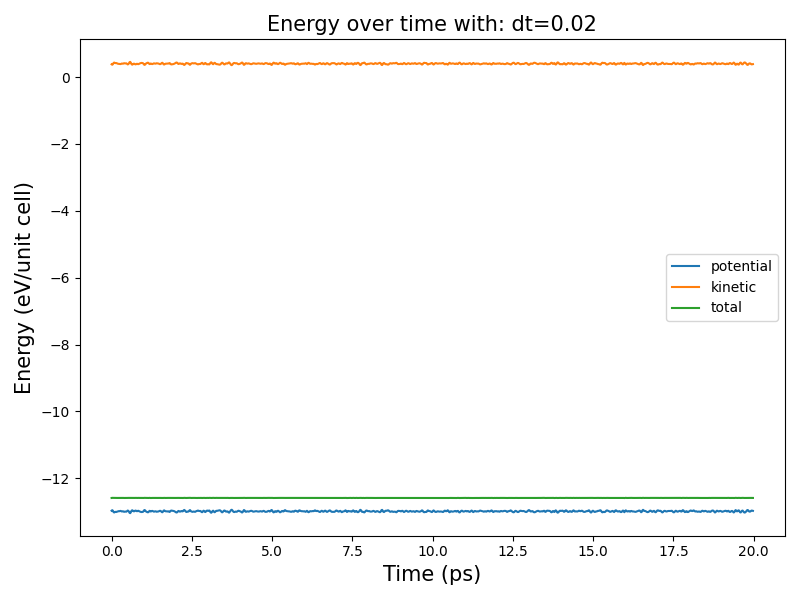 Energy over time with: dt=0.02
Energy (eV/unit cell)
0
−2
−4
−6
−8
−10
−12
potential
kinetic
total
0.0 2.5 5.0 7.5 10.0 12.5 15.0 17.5 20.0
Time (ps)